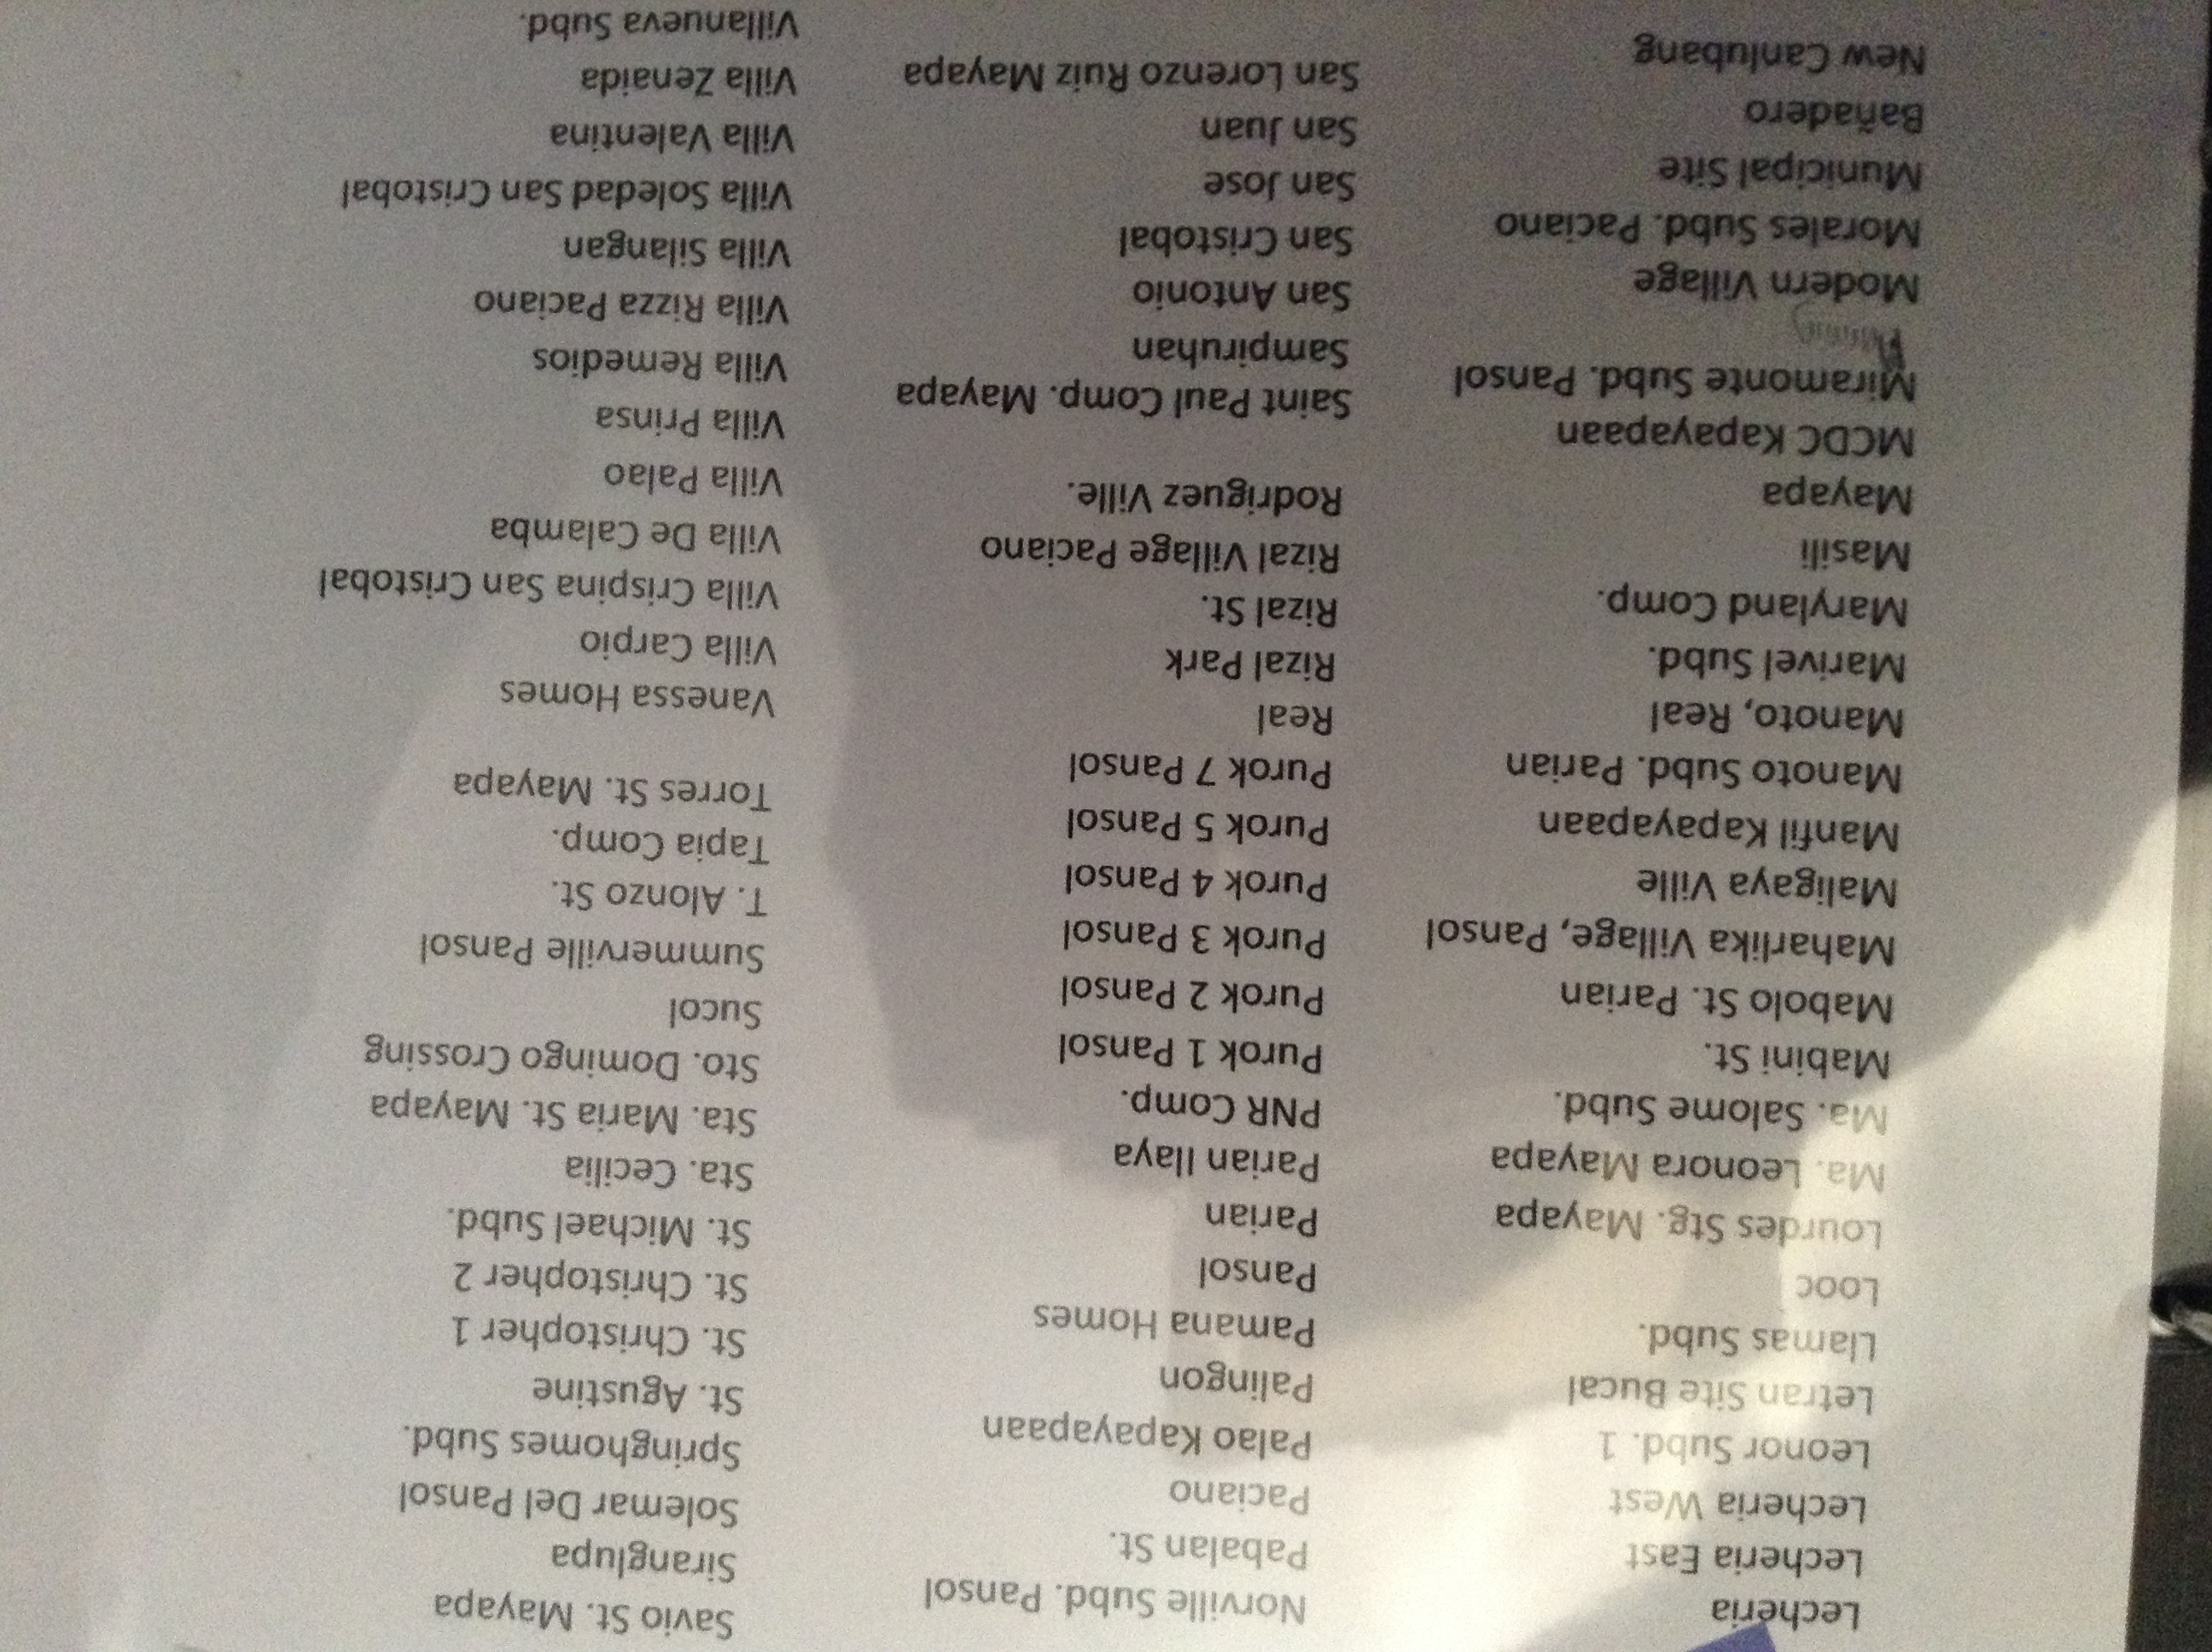 Lecheria
Lecheria East
Lecheria West
Leonor Subd. 1
Letran Site Bucal
Llamas Subd.
Looc
Lourdes Stg. Mayapa
Ma. Leonora Mayapa
Ma. Salome Subd.
Mabini St.
Mabolo St. Parian
Maharlika Village, Pansol
Maligaya Ville
Manfil Kapayapaan
Manoto Subd. Parian
Manoto, Real
Marivel Subd.
Maryland Comp.
Masili
Mayapa
MCDC Kapayapaan
Miramonte Subd. Pansol
Modern Village
Morales Subd. Paciano
Municipal Site
Bañadero
New Canlubang
Norville Subd. Pansol
Pabalan St.
Paciano
Palao Kapayapaan
Palingon
Pamana Homes
Pansol
Parian
Parian Ilaya
PNR Comp.
Purok 1 Pansol
Purok 2 Pansol
Purok 3 Pansol
Purok 4 Pansol
Purok 5 Pansol
Purok 7 Pansol
Real
Rizal Park
Rizal St.
Rizal Village Paciano
Rodriguez Ville.
Saint Paul Comp. Mayapa
Sampiruhan
San Antonio
San Cristobal
San Jose
San Juan
San Lorenzo Ruiz Mayapa
Savio St. Mayapa
Siranglupa
Solemar Del Pansol
Springhomes Subd.
St. Agustine
St. Christopher 1
St. Christopher 2
St. Michael Subd.
Sta. Cecilia
Sta. Maria St. Mayapa
Sto. Domingo Crossing
Sucol
Summerville Pansol
T. Alonzo St.
Tapia Comp.
Torres St. Mayapa
Vanessa Homes
Villa Carpio
Villa Crispina San Cristobal
Villa De Calamba
Villa Palao
Villa Prinsa
Villa Remedios
Villa Rizza Paciano
Villa Silangan
Villa Soledad San Cristobal
Villa Valentina
Villa Zenaida
Villanueva Subd.